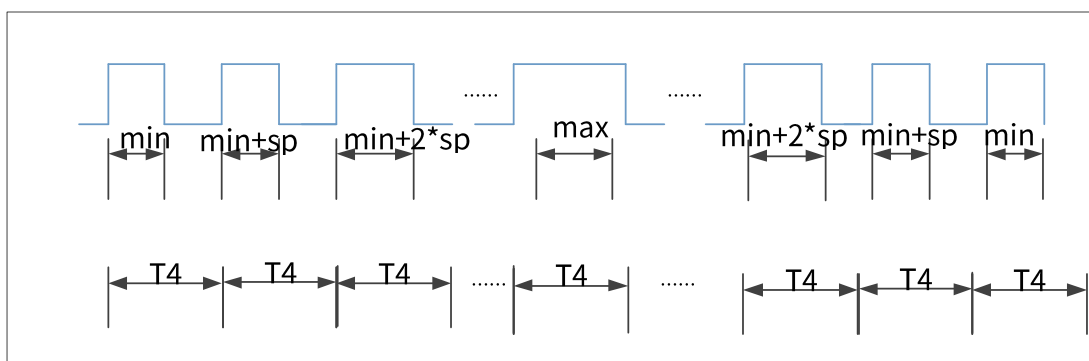 ...... ......
min min+sp min+2*sp max min+2*sp min+sp min
T4 T4 T4 ...... T4 ...... T4 T4 T4